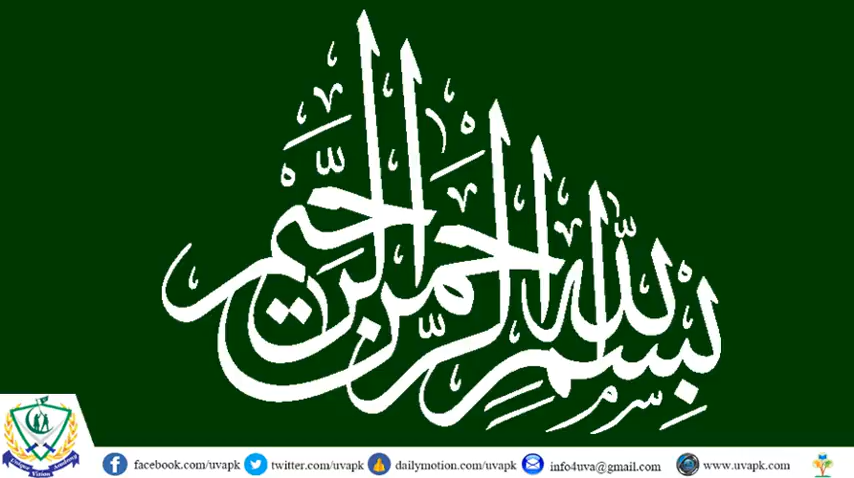 بسم الله الرحمن الرحيم
facebook.com/uvapk twitter.com/uvapk dailymotion.com/uvapk info4uva@gmail.com www.uvapk.com